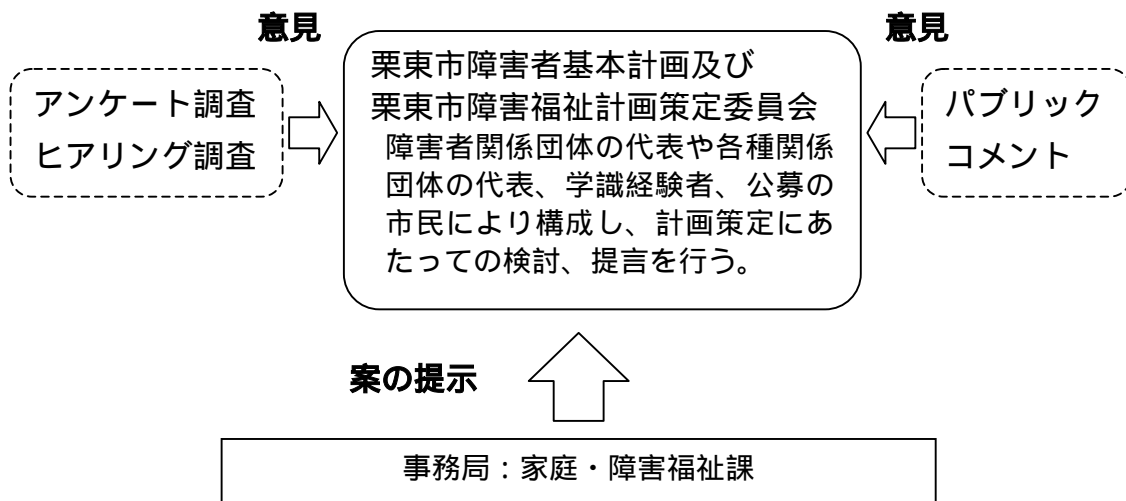 意見
意見
アンケート調査
ヒアリング調査
栗東市障害者基本計画及び
栗東市障害福祉計画策定委員会
障害者関係団体の代表や各種関係
団体の代表、学識経験者、公募の
市民により構成し、計画策定にあ
たっての検討、提言を行う。
パブリック
コメント
案の提示
事務局：家庭・障害福祉課